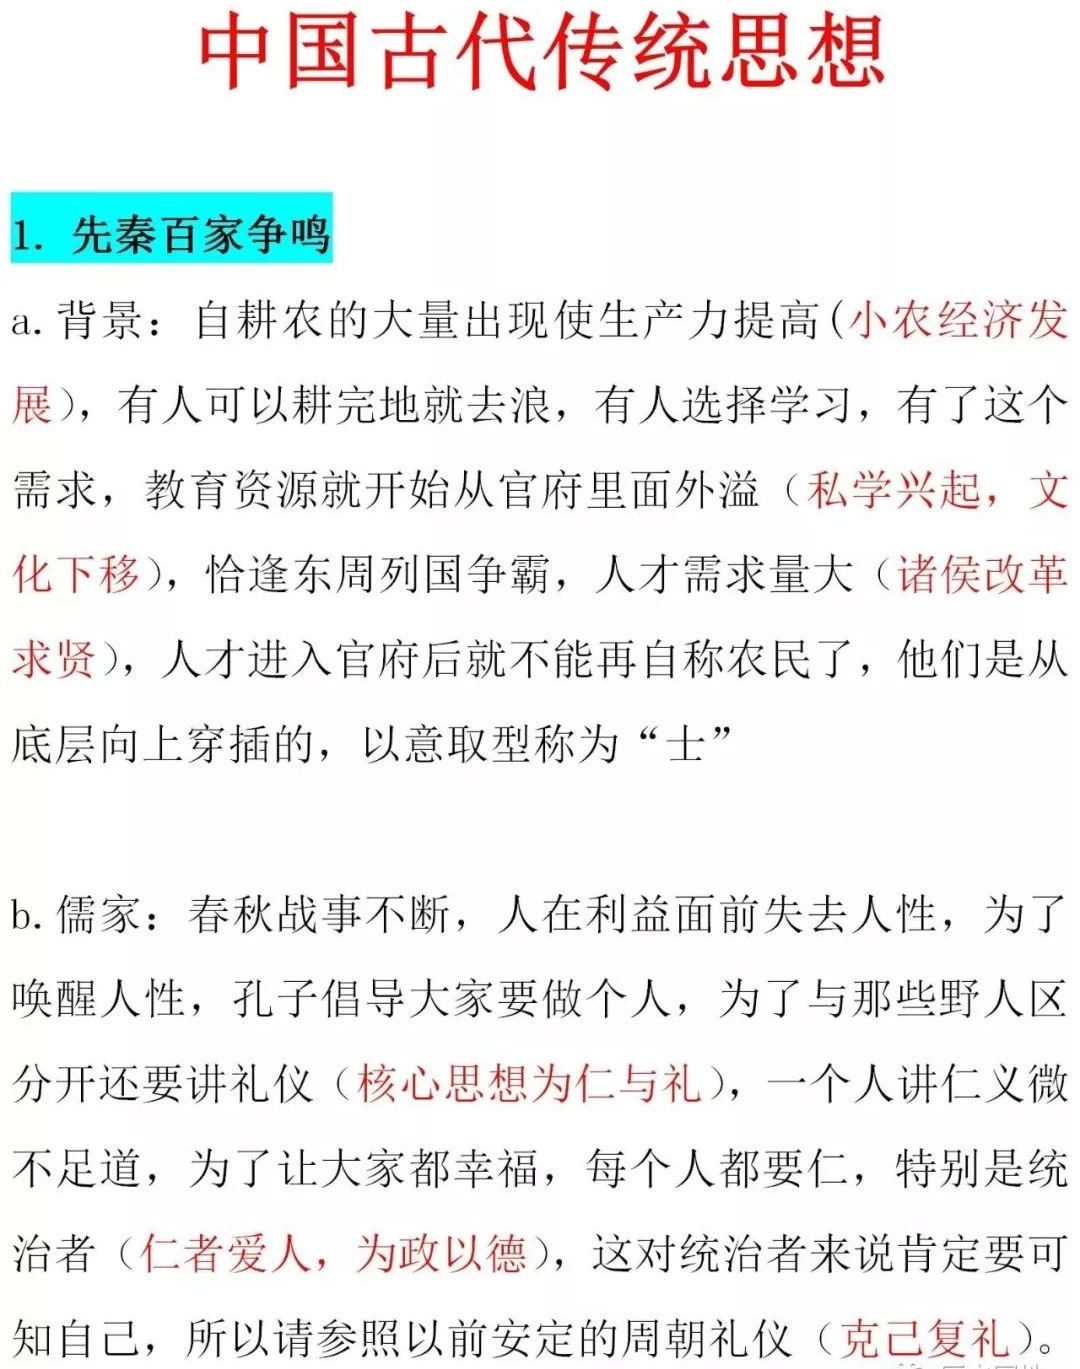 中国古代传统思想
1. 先秦百家争鸣
a. 背景：自耕农的大量出现使生产力提高(小农经济发
展），有人可以耕完地就去浪，有人选择学习，有了这个
需求，教育资源就开始从官府里面外溢（私学兴起，文
化下移），恰逢东周列国争霸，人才需求量大（诸侯改革
求贤），人才进入官府后就不能再自称农民了，他们是从
底层向上穿插的，以意取型称为“士”
b. 儒家：春秋战事不断，人在利益面前失去人性，为了
唤醒人性，孔子倡导大家要做个人，为了与那些野人区
分开还要讲礼仪（核心思想为仁与礼），一个人讲仁义微
不足道，为了让大家都幸福，每个人都要仁，特别是统
治者（仁者爱人，为政以德），这对统治者来说肯定要可
知自己，所以请参照以前安定的周朝礼仪（克己复礼）。